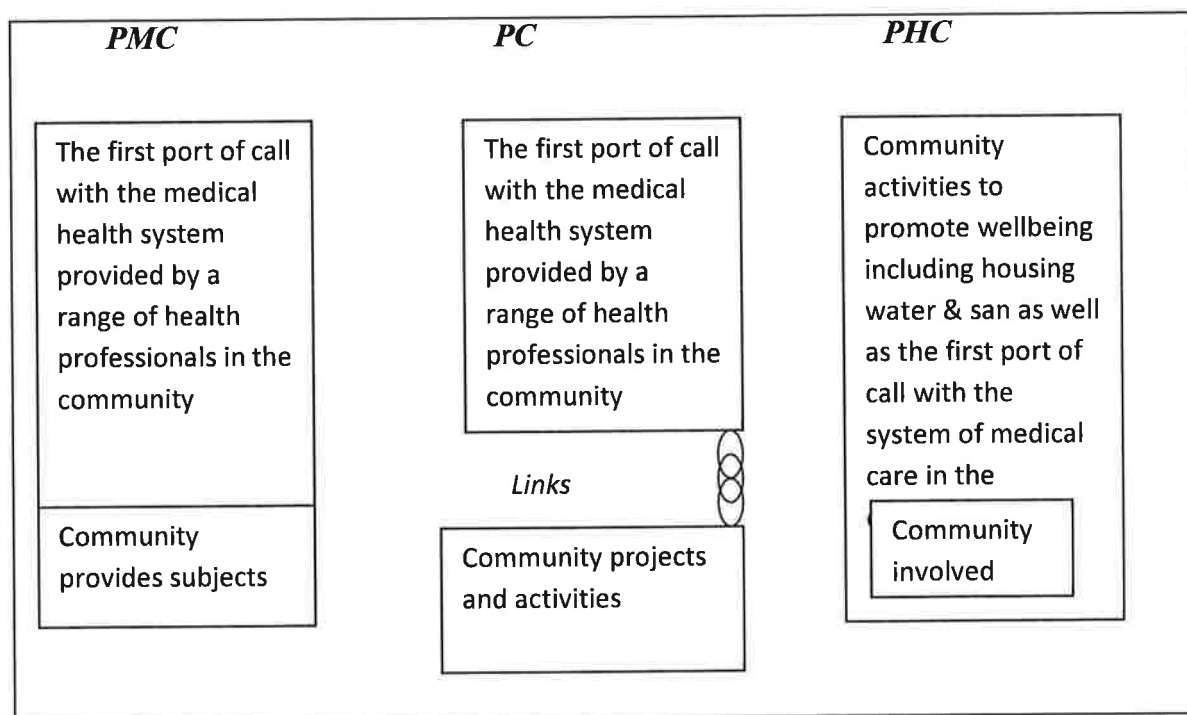 PMC
PC
PHC
The first port of call
with the medical
health system
provided by a
range of health
professionals in the
community
Community
provides subjects
The first port of call
with the medical
health system
provided by a
range of health
professionals in the
community
Links
Community projects
and activities
Community
activities to
promote wellbeing
including housing
water & san as well
as the first port of
call with the
system of medical
care in the
Community
involved